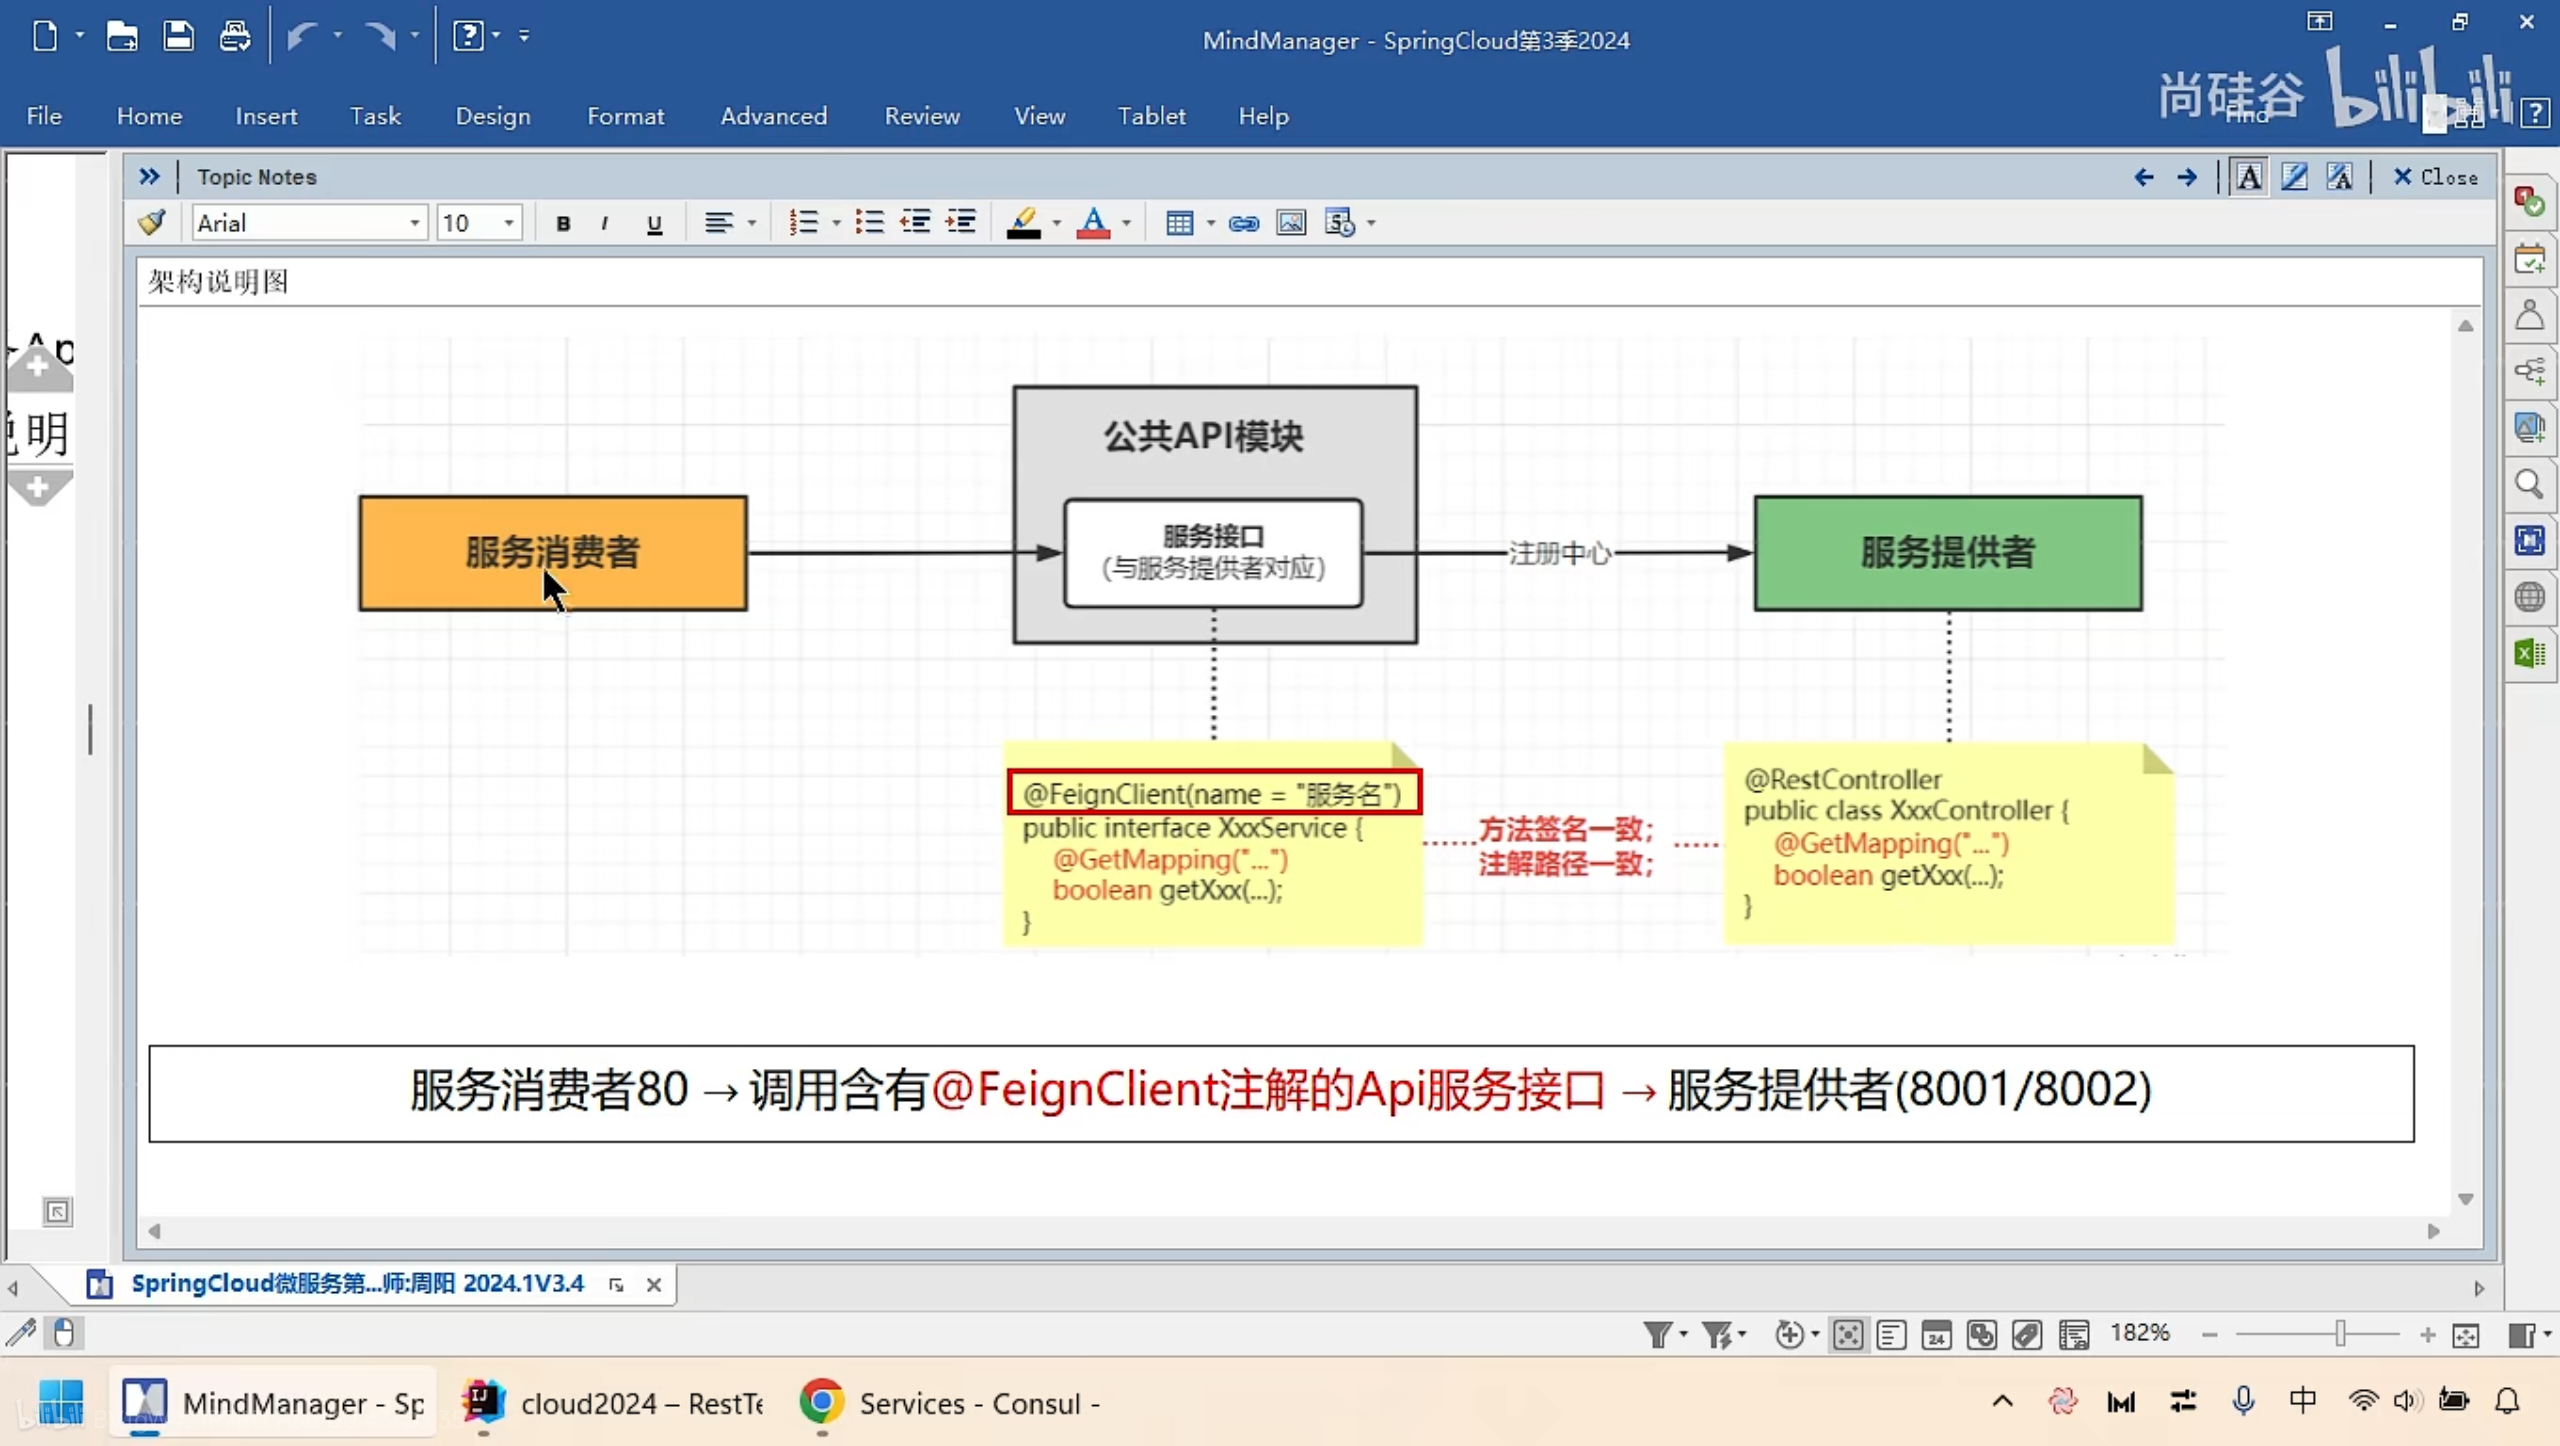 MindManager - SpringCloud第3季2024
尚硅谷 bilibili
File Home Insert Task Design Format Advanced Review View Tablet Help Find
Topic Notes
Close
Arial 10 B I U
架构说明图
Ap
说明
公共API模块
服务消费者
服务接口
(与服务提供者对应)
注册中心
服务提供者
@FeignClient(name = "服务名")
public interface XxxService {
@GetMapping("...")
boolean getXxx(...);
}
方法签名一致;
注解路径一致;
@RestController
public class XxxController {
@GetMapping("...")
boolean getXxx(...);
}
服务消费者80 → 调用含有@FeignClient注解的Api服务接口 → 服务提供者(8001/8002)
SpringCloud微服务第...师:周阳 2024.1V3.4
182%
MindManager - Sp
cloud2024 – RestTe
Services - Consul -
中